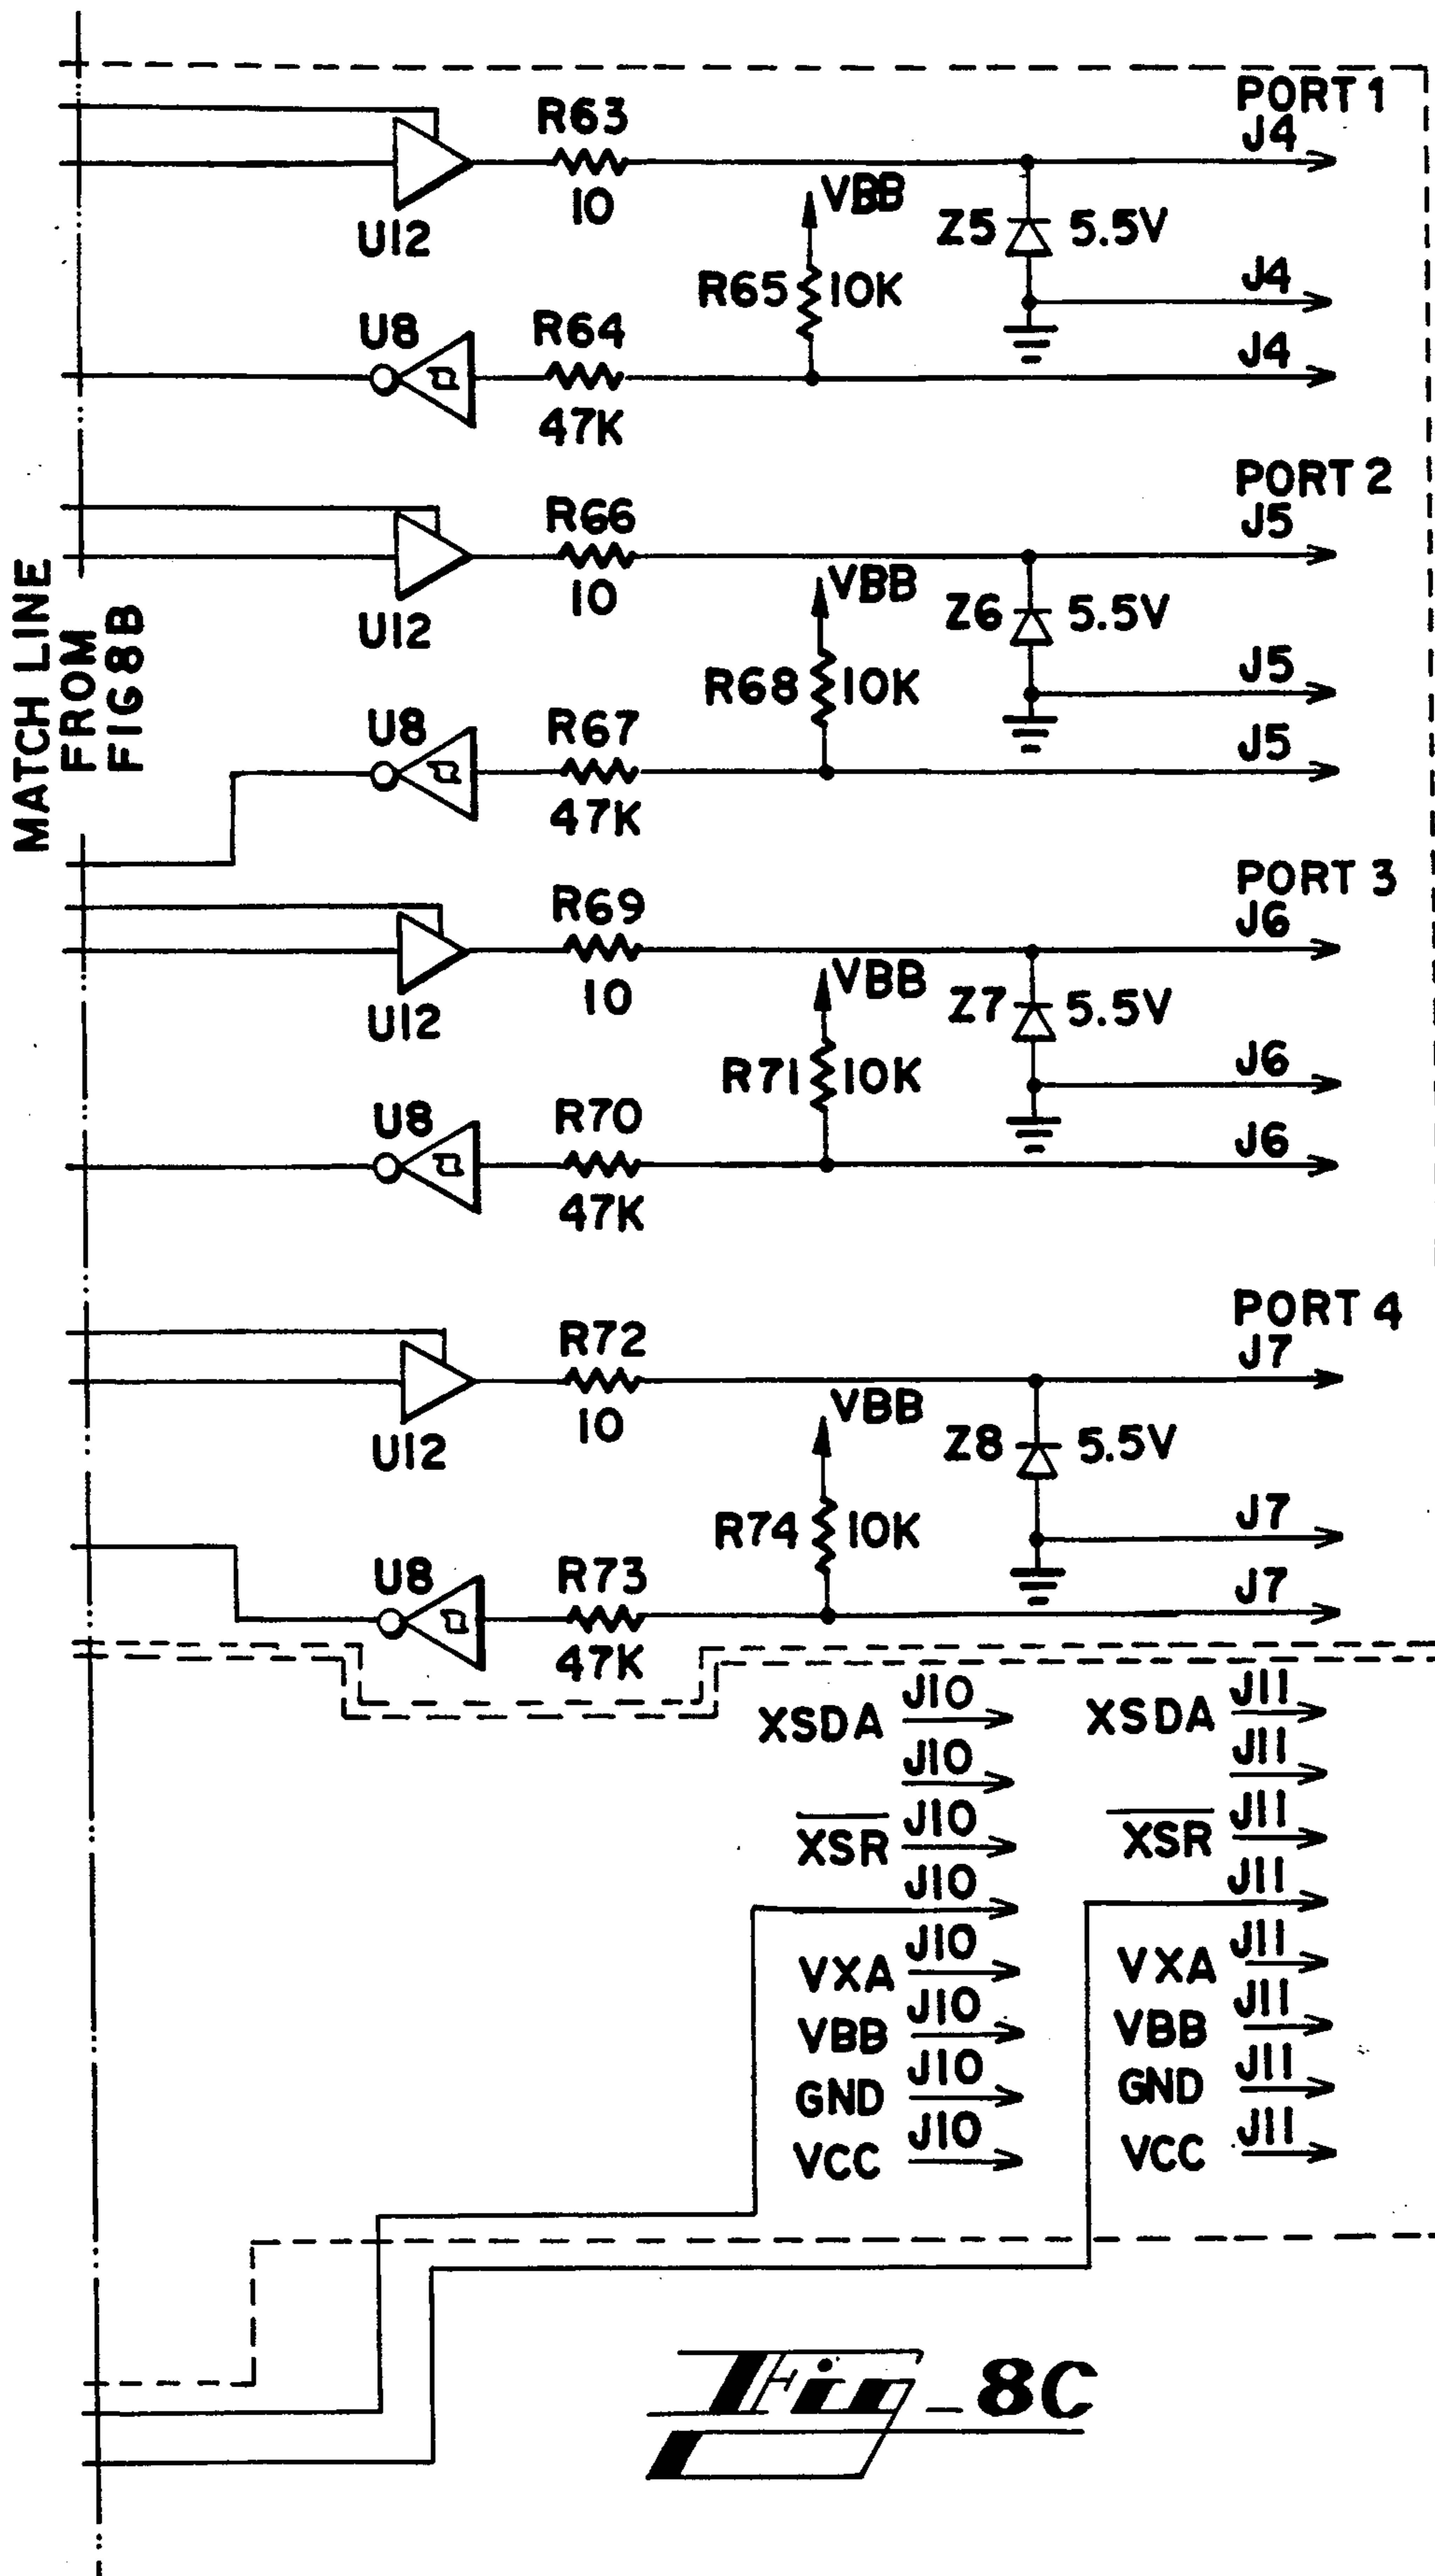 PORT 1
J4
R63
10
U12
VBB
Z5 5.5V
R65 10K
J4
U8
R64
47K
J4
PORT 2
J5
R66
10
U12
VBB
Z6 5.5V
R68 10K
J5
U8
R67
47K
J5
MATCH LINE
FROM
FIG8B
PORT 3
J6
R69
10
U12
VBB
Z7 5.5V
R71 10K
J6
U8
R70
47K
J6
PORT 4
J7
R72
10
U12
VBB
Z8 5.5V
R74 10K
J7
U8
R73
47K
J7
XSDA J10
J10
XSR J10
J10
VXA J10
VBB J10
GND J10
VCC J10
XSDA J11
J11
XSR J11
J11
VXA J11
VBB J11
GND J11
VCC J11
Fig_8C